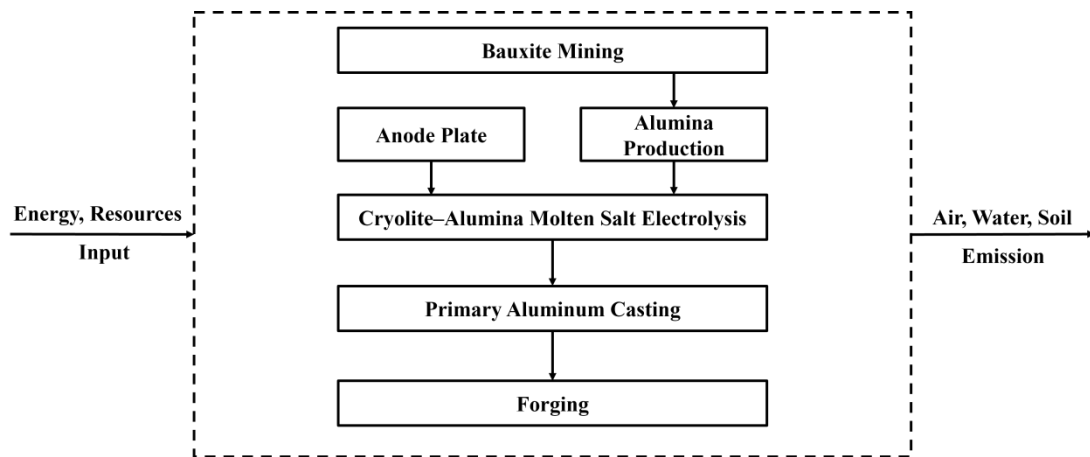 Bauxite Mining
Anode Plate
Alumina
Production
Energy, Resources
Input
Cryolite–Alumina Molten Salt Electrolysis
Air, Water, Soil
Emission
Primary Aluminum Casting
Forging